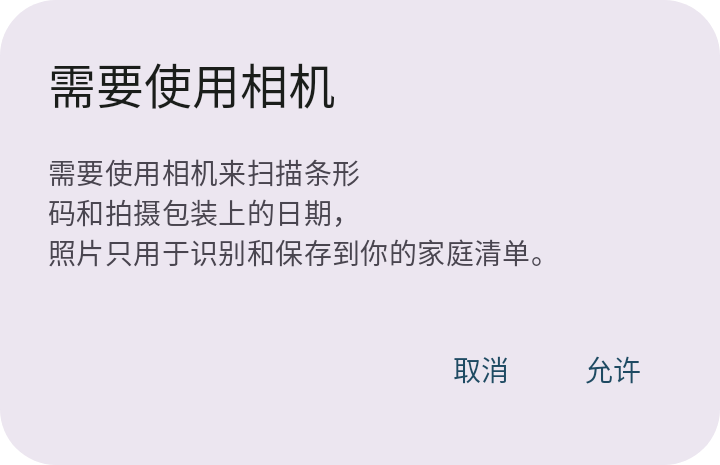 需要使用相机
需要使用相机来扫描条形
码和拍摄包装上的日期，
照片只用于识别和保存到你的家庭清单。
取消
允许